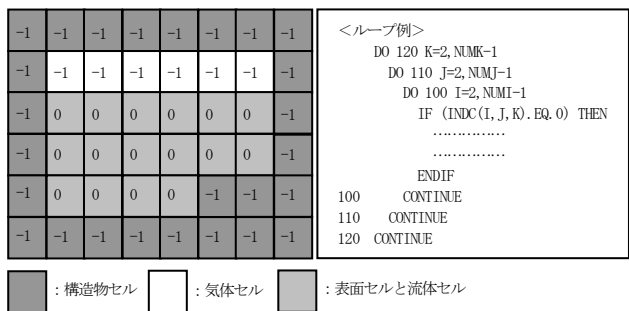 -1 -1 -1 -1 -1 -1 -1 -1
-1 -1 -1 -1 -1 -1 -1 -1
-1 0 0 0 0 0 0 -1
-1 0 0 0 0 0 0 -1
-1 0 0 0 0 -1 -1 -1
-1 -1 -1 -1 -1 -1 -1 -1
＜ループ例＞
DO 120 K=2,NUMK-1
DO 110 J=2,NUMJ-1
DO 100 I=2,NUMI-1
IF (INDC(I,J,K).EQ.0) THEN
……………
……………
ENDIF
100 CONTINUE
110 CONTINUE
120 CONTINUE
：構造物セル ：気体セル ：表面セルと流体セル